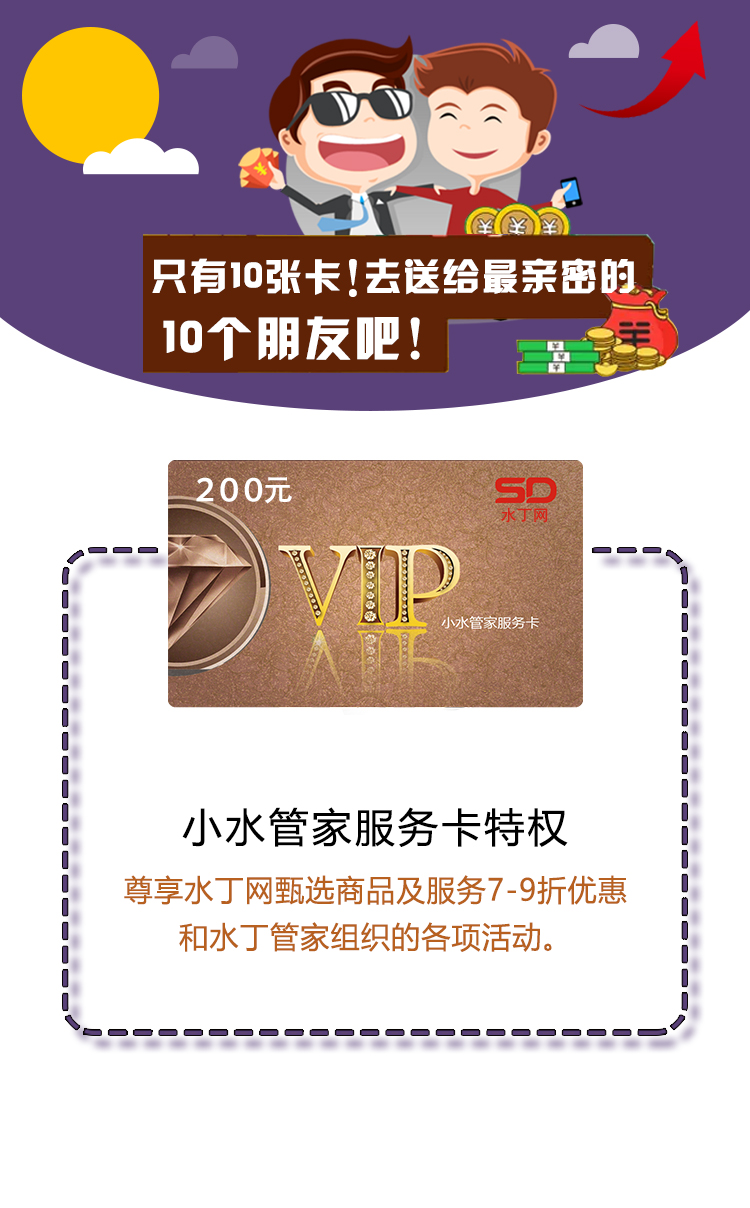 只有10张卡!去送给最亲密的
10个朋友吧!
200元
SD
水丁网
VIP
小水管家服务卡
小水管家服务卡特权
尊享水丁网甄选商品及服务7-9折优惠
和水丁管家组织的各项活动。